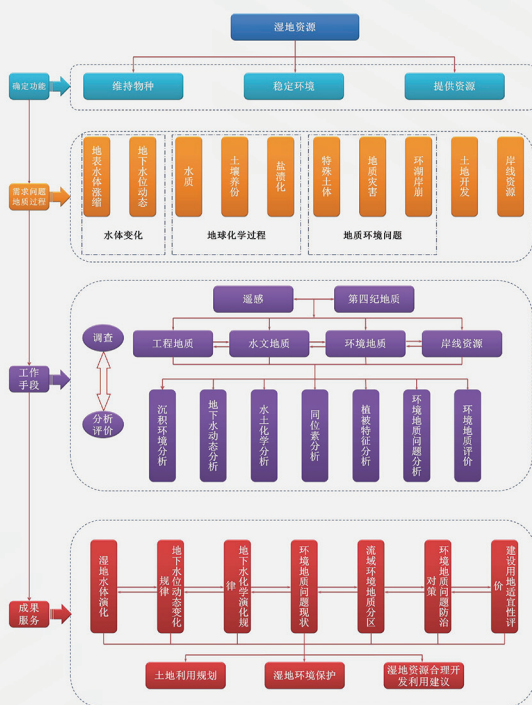 湿地资源
确定功能
维持物种
稳定环境
提供资源
需求问题
地质过程
地表水体涨缩
地下水位动态
水质
土壤养份
盐渍化
特殊土体
地质灾害
环湖岸崩
土地开发
岸线资源
水体变化
地球化学过程
地质环境问题
工作
手段
调查
分析
评价
遥感
第四纪地质
工程地质
水文地质
环境地质
岸线资源
沉积环境分析
地下水动态分析
水土化学分析
同位素分析
植被特征分析
环境地质问题分析
环境地质评价
成果
服务
湿地水体演化
地下水位动态变化
规律
地下水化学演化规
律
环境地质问题现状
流域环境地质分区
环境地质问题防治
对策
建设用地适宜性评
价
土地利用规划
湿地环境保护
湿地资源合理开
发利用建议